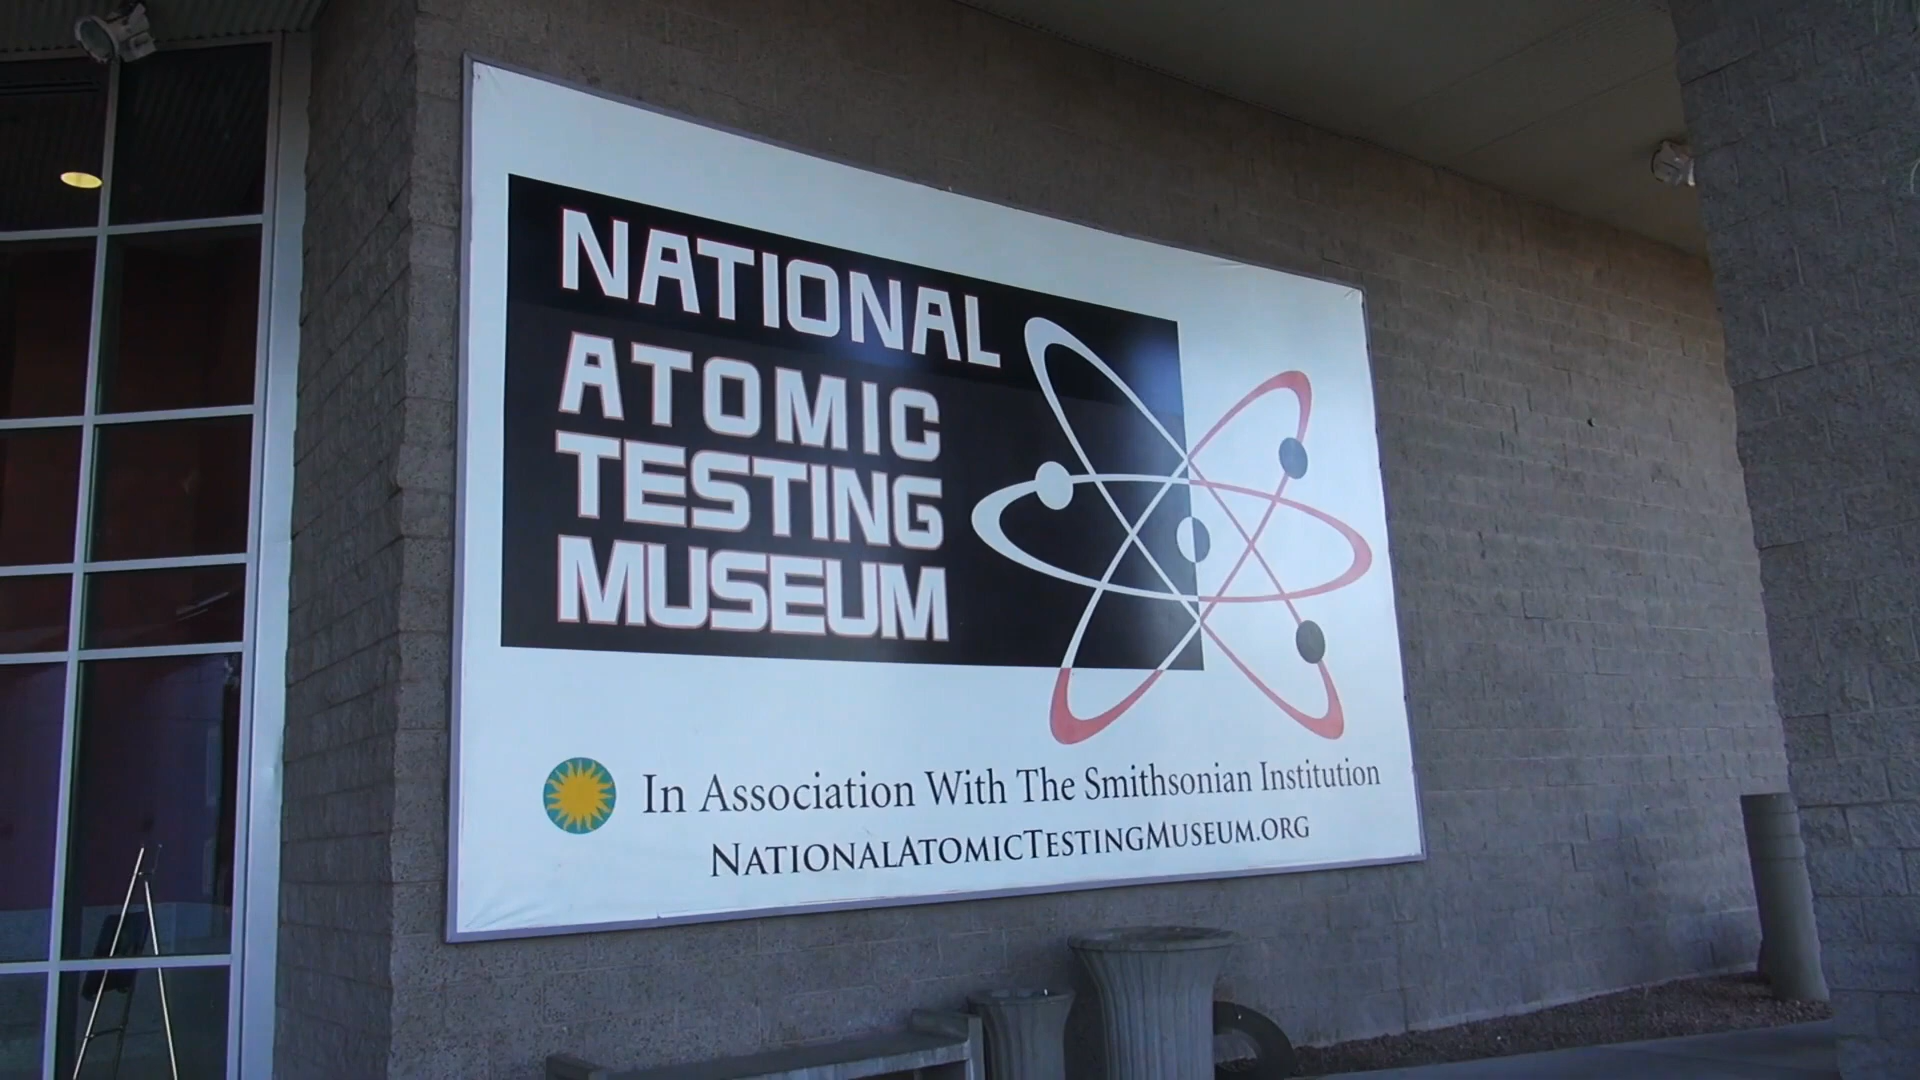 NATIONAL
ATOMIC
TESTING
MUSEUM
In Association With The Smithsonian Institution
NATIONALATOMICTESTINGMUSEUM.ORG